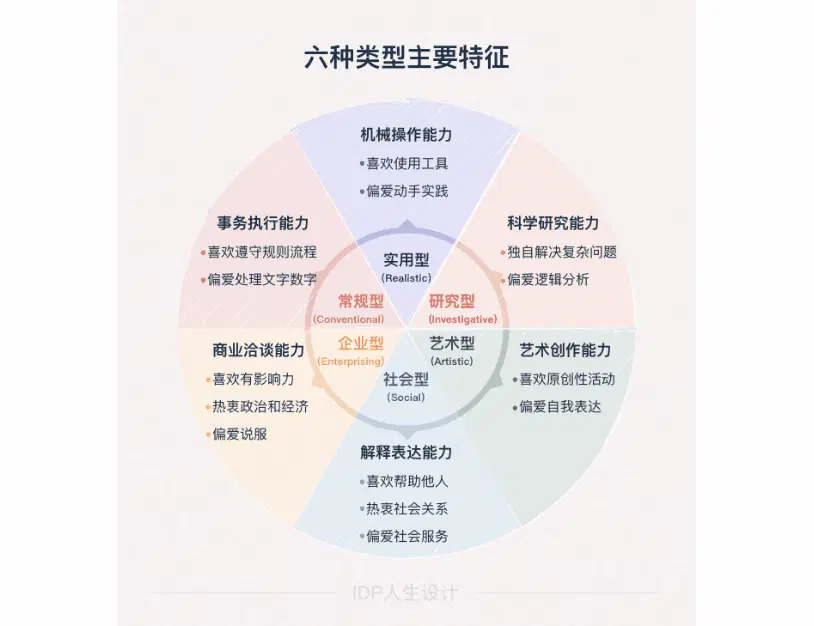 六种类型主要特征
机械操作能力
•喜欢使用工具
•偏爱动手实践
事务执行能力
•喜欢遵守规则流程
•偏爱处理文字数字
科学研究能力
•独自解决复杂问题
•偏爱逻辑分析
实用型
(Realistic)
常规型
(Conventional)
研究型
(Investigative)
企业型
(Enterprising)
艺术型
(Artistic)
社会型
(Social)
商业洽谈能力
•喜欢有影响力
•热衷政治和经济
•偏爱说服
艺术创作能力
•喜欢原创性活动
•偏爱自我表达
解释表达能力
•喜欢帮助他人
•热衷社会关系
•偏爱社会服务
IDP人生设计